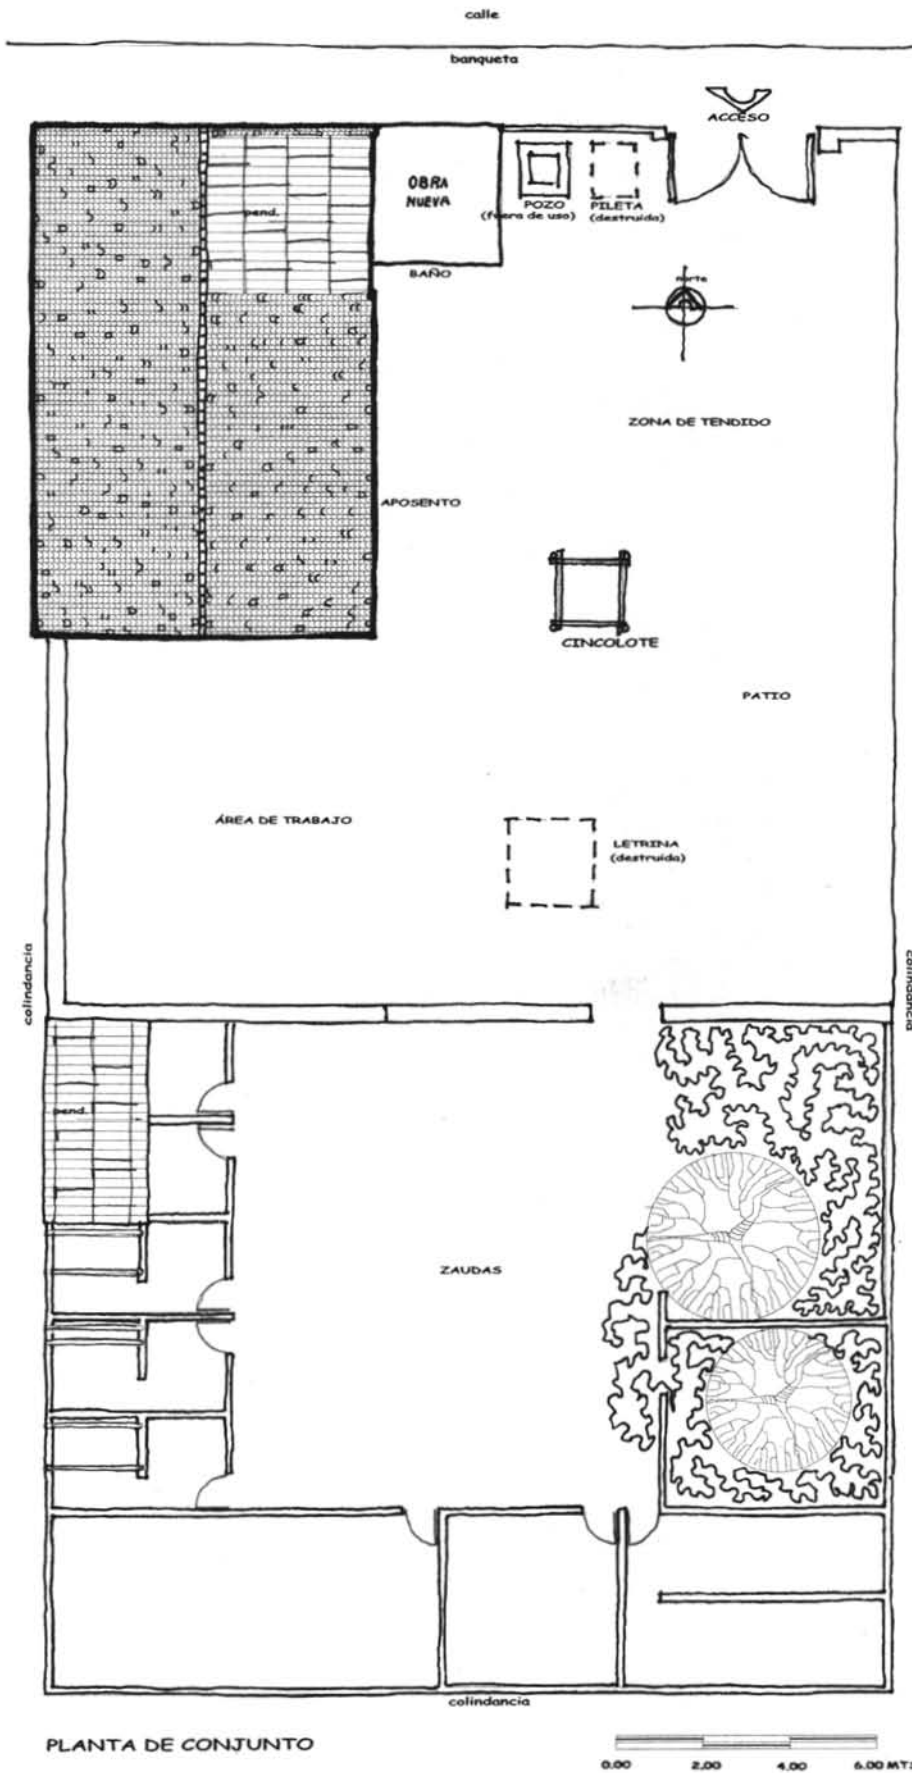 calle
banqueta
ACCESO
OBRA
NUEVA
pend.
POZO
(fuera de uso)
PILETA
(destruida)
BAÑO
norte
ZONA DE TENDIDO
APOSENTO
CINCOLOTE
PATIO
ÁREA DE TRABAJO
LETRINA
(destruida)
colindancia
colindancia
pend.
ZAUDAS
colindancia
PLANTA DE CONJUNTO
0.00 2.00 4.00 6.00 MTS